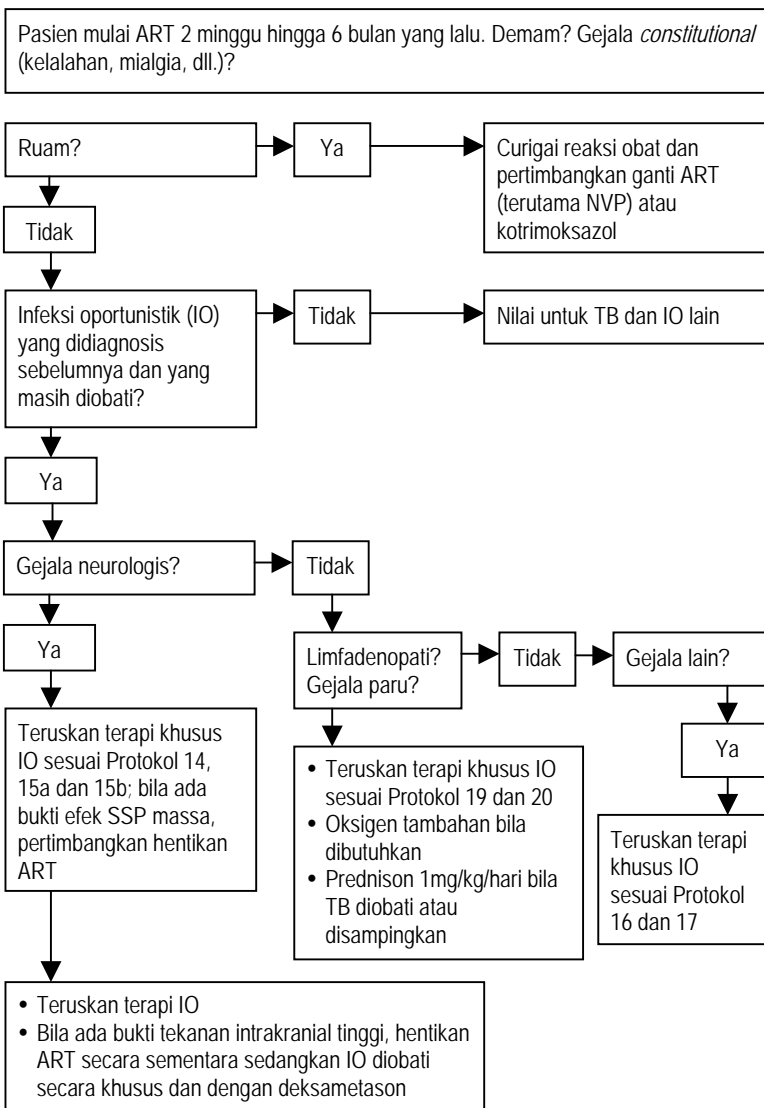 Pasien mulai ART 2 minggu hingga 6 bulan yang lalu. Demam? Gejala constitutional
(kelalahan, mialgia, dll.)?
Ruam?
Ya
Curigai reaksi obat dan
pertimbangkan ganti ART
(terutama NVP) atau
kotrimoksazol
Tidak
Infeksi oportunistik (IO)
yang didiagnosis
sebelumnya dan yang
masih diobati?
Tidak
Nilai untuk TB dan IO lain
Ya
Gejala neurologis?
Tidak
Ya
Limfadenopati?
Gejala paru?
Tidak
Gejala lain?
Ya
Teruskan terapi khusus
IO sesuai Protokol 14,
15a dan 15b; bila ada
bukti efek SSP massa,
pertimbangkan hentikan
ART
• Teruskan terapi khusus IO
sesuai Protokol 19 dan 20
• Oksigen tambahan bila
dibutuhkan
• Prednison 1mg/kg/hari bila
TB diobati atau
disampingkan
Teruskan terapi
khusus IO
sesuai Protokol
16 dan 17
• Teruskan terapi IO
• Bila ada bukti tekanan intrakranial tinggi, hentikan
ART secara sementara sedangkan IO diobati
secara khusus dan dengan deksametason